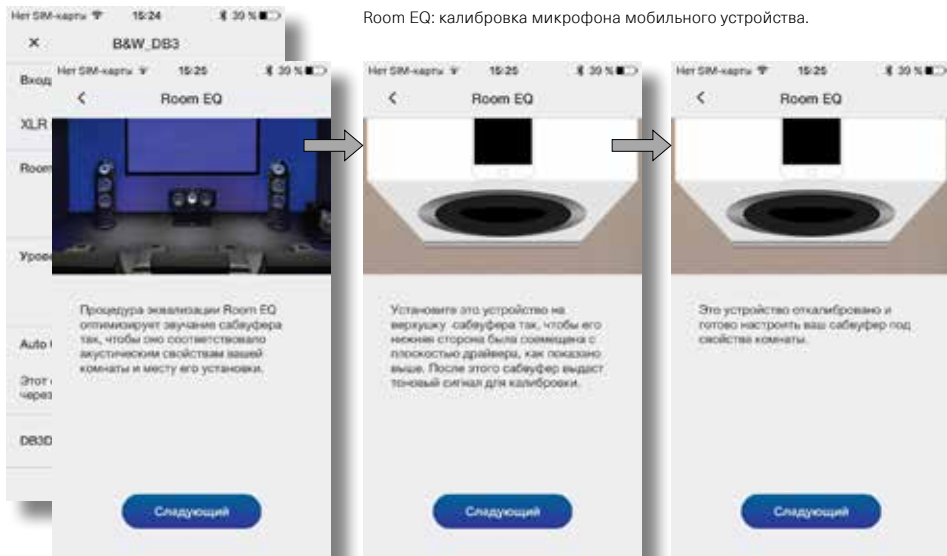 Room EQ: калибровка микрофона мобильного устройства.
Нет SIM-карты 15:24 39 %
× B&W_DB3
Вход
XLR
Room
Урове
Auto
Этот
через
DB3D
Нет SIM-карты 15:25 39 %
< Room EQ
Процедура эквализации Room EQ
оптимизирует звучание сабвуфера
так, чтобы оно соответствовало
акустическим свойствам вашей
комнаты и месту его установки.
Следующий
Нет SIM-карты 15:25 39 %
< Room EQ
Установите это устройство на
верхушку сабвуфера так, чтобы его
нижняя сторона была совмещена с
плоскостью драйвера, как показано
выше. После этого сабвуфер выдаст
тоновый сигнал для калибровки.
Следующий
Нет SIM-карты 15:25 39 %
< Room EQ
Это устройство откалибровано и
готово настроить ваш сабвуфер под
свойства комнаты.
Следующий